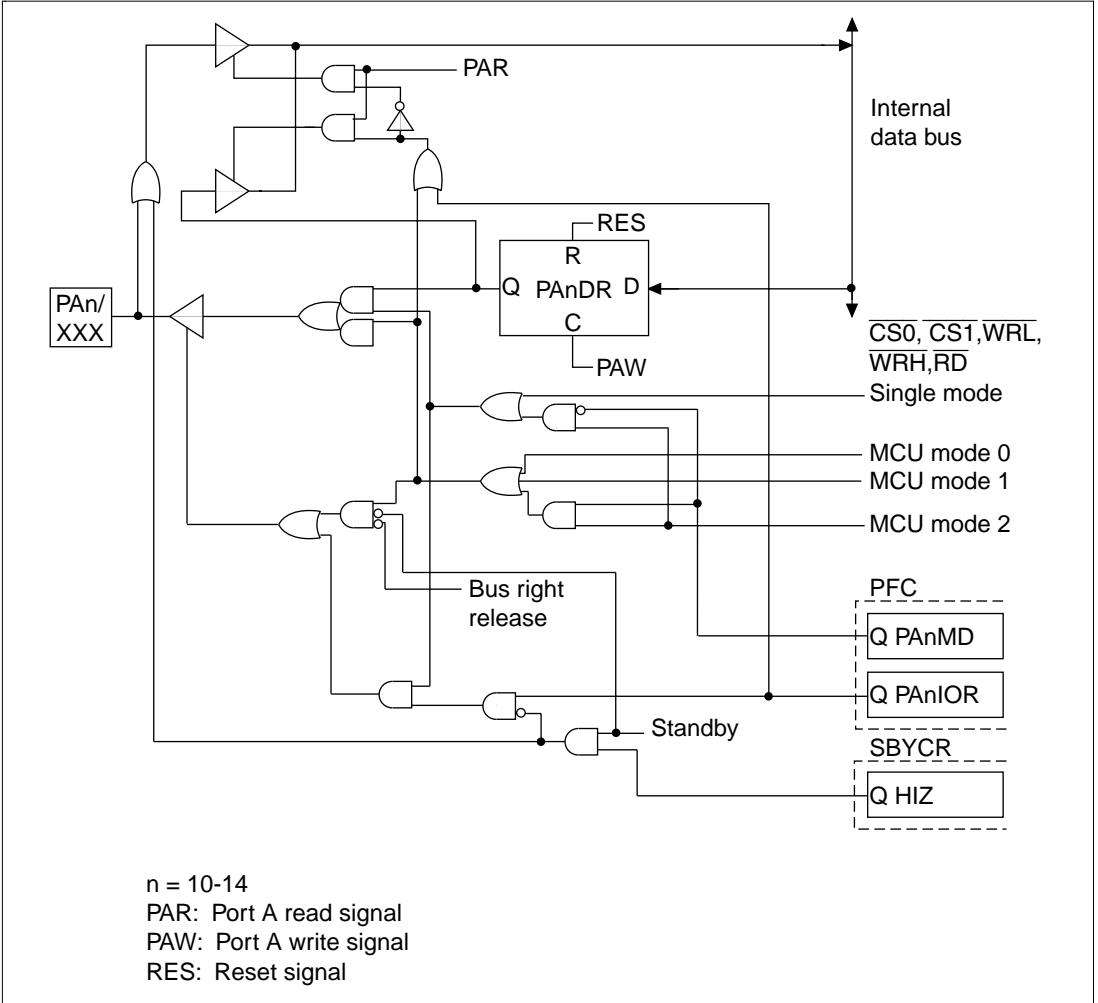 PAR
Internal
data bus
RES
R
Q PAnDR D
C
PAn/
XXX
PAW
CS0, CS1,WRL,
WRH,RD
Single mode
MCU mode 0
MCU mode 1
MCU mode 2
Bus right
release
PFC
Q PAnMD
Q PAnIOR
Standby
SBYCR
Q HIZ
n = 10-14
PAR: Port A read signal
PAW: Port A write signal
RES: Reset signal